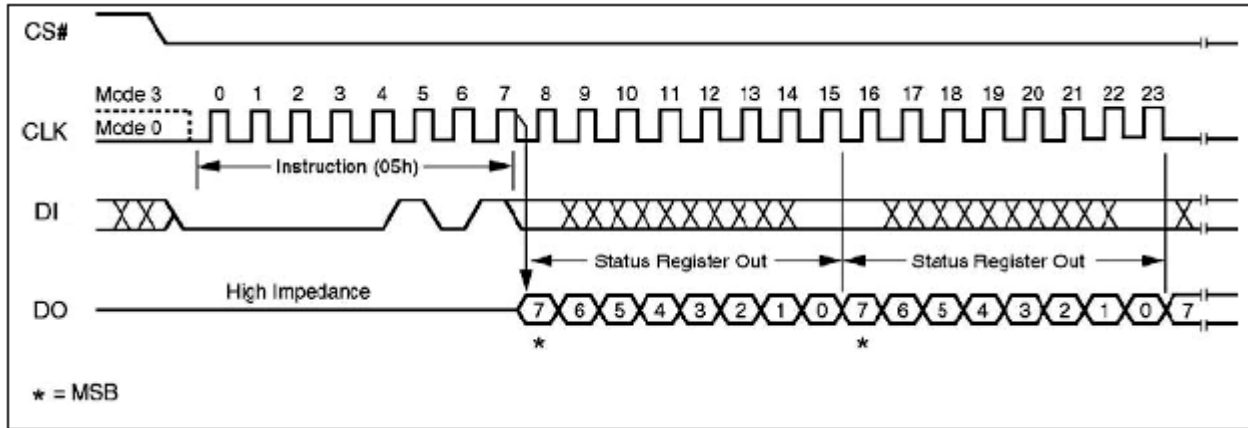 CS#
Mode 3 0 1 2 3 4 5 6 7 8 9 10 11 12 13 14 15 16 17 18 19 20 21 22 23
CLK Mode 0
Instruction (05h)
DI
Status Register Out Status Register Out
High Impedance
DO 7 6 5 4 3 2 1 0 7 6 5 4 3 2 1 0 7
* *
* = MSB